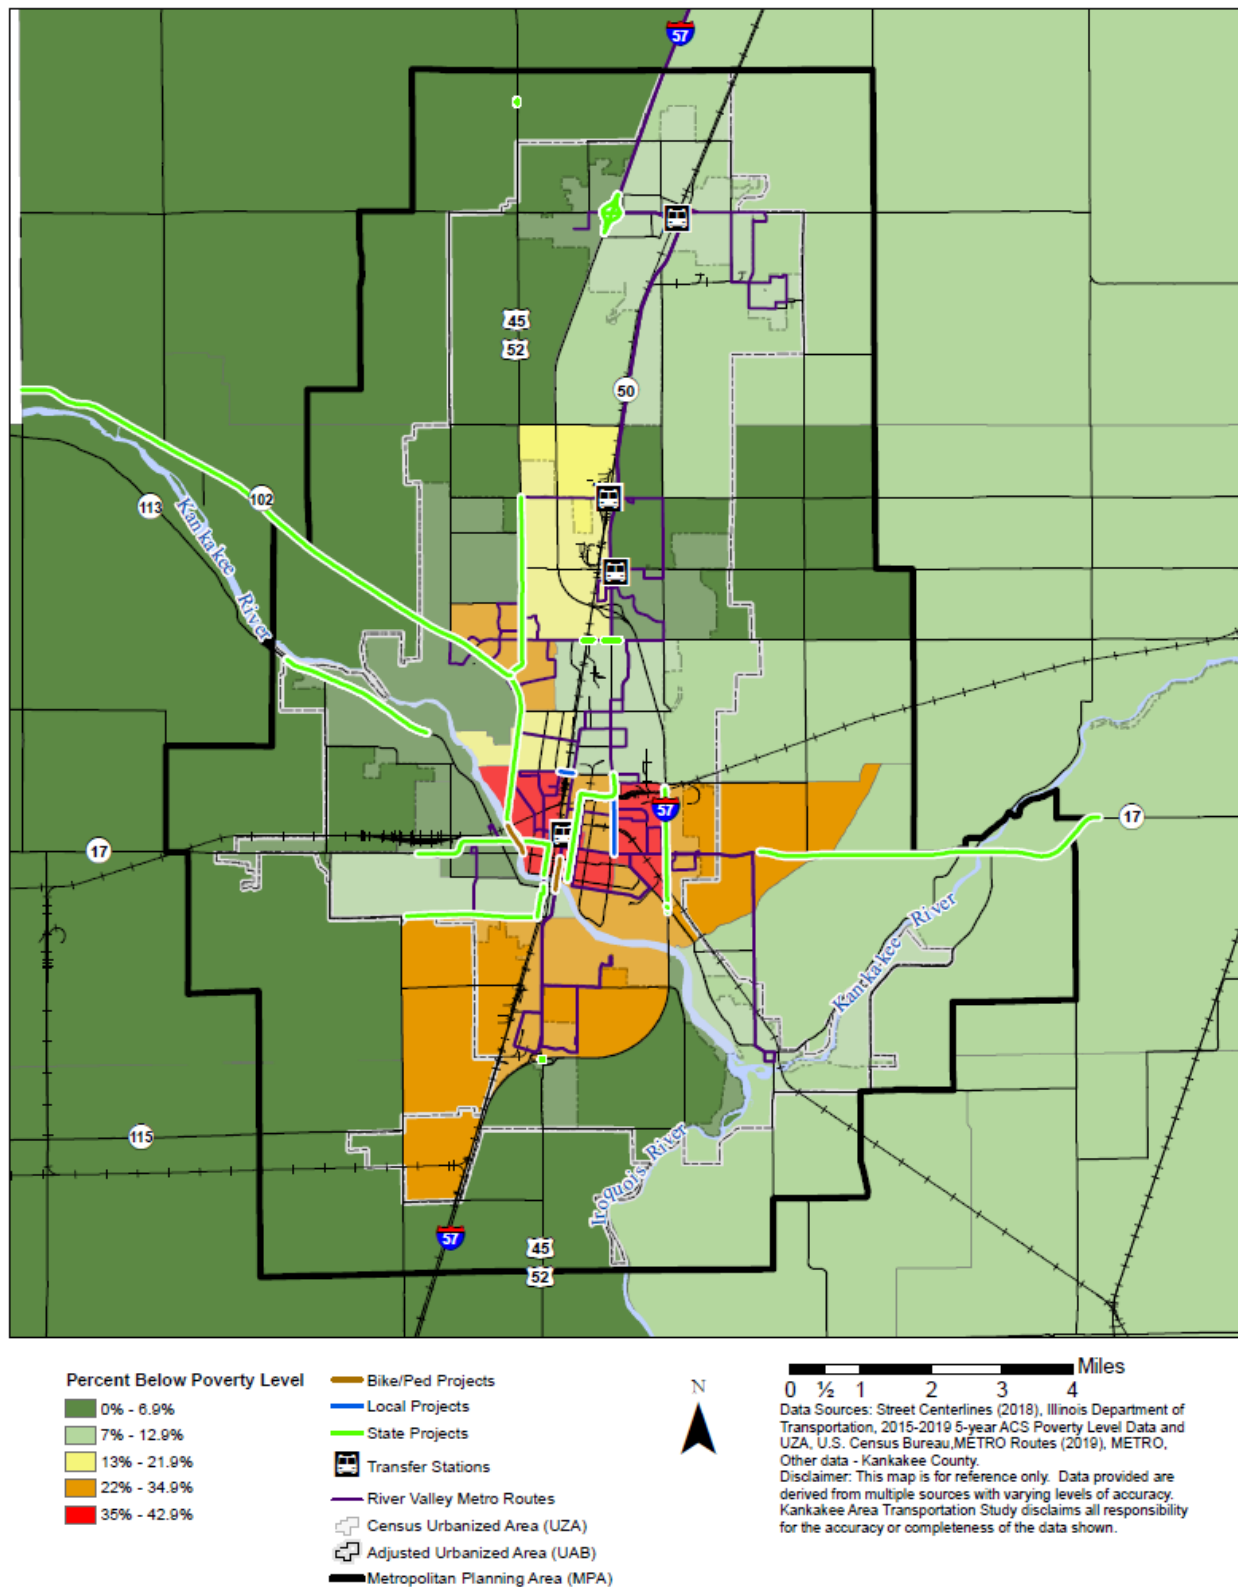 57
45
52
50
113
102
Kankakee
River
57
17
17
Kankakee River
115
Iroquois River
57
45
52
Percent Below Poverty Level
0% - 6.9%
7% - 12.9%
13% - 21.9%
22% - 34.9%
35% - 42.9%
Bike/Ped Projects
Local Projects
State Projects
Transfer Stations
River Valley Metro Routes
Census Urbanized Area (UZA)
Adjusted Urbanized Area (UAB)
Metropolitan Planning Area (MPA)
N
Miles
0 ½ 1 2 3 4
Data Sources: Street Centerlines (2018), Illinois Department of
Transportation, 2015-2019 5-year ACS Poverty Level Data and
UZA, U.S. Census Bureau,METRO Routes (2019), METRO,
Other data - Kankakee County.
Disclaimer: This map is for reference only. Data provided are
derived from multiple sources with varying levels of accuracy.
Kankakee Area Transportation Study disclaims all responsibility
for the accuracy or completeness of the data shown.